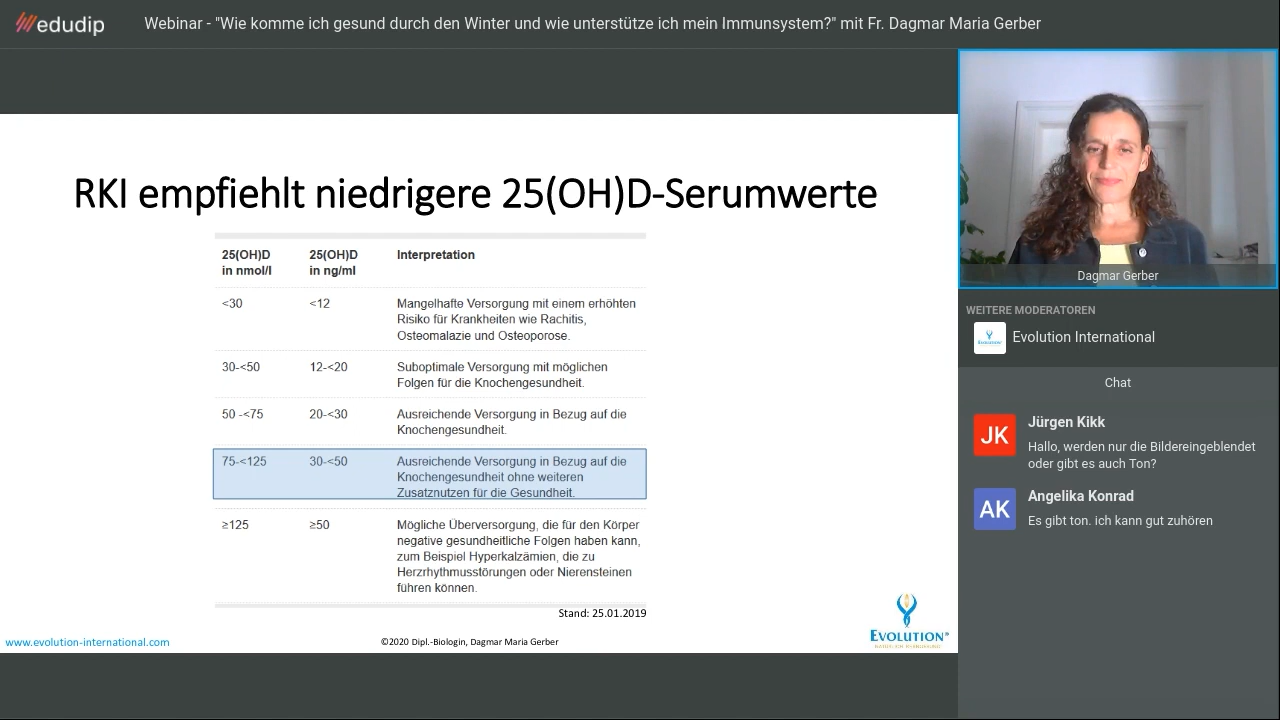 edudip
Webinar - "Wie komme ich gesund durch den Winter und wie unterstütze ich mein Immunsystem?" mit Fr. Dagmar Maria Gerber
RKI empfiehlt niedrigere 25(OH)D-Serumwerte
25(OH)D in nmol/l 25(OH)D in ng/ml Interpretation
<30 <12 Mangelhafte Versorgung mit einem erhöhten
Risiko für Krankheiten wie Rachitis,
Osteomalazie und Osteoporose.
30-<50 12-<20 Suboptimale Versorgung mit möglichen
Folgen für die Knochengesundheit.
50 -<75 20-<30 Ausreichende Versorgung in Bezug auf die
Knochengesundheit.
75-<125 30-<50 Ausreichende Versorgung in Bezug auf die
Knochengesundheit ohne weiteren
Zusatznutzen für die Gesundheit.
≥125 ≥50 Mögliche Überversorgung, die für den Körper
negative gesundheitliche Folgen haben kann,
zum Beispiel Hyperkalzämien, die zu
Herzrhythmusstörungen oder Nierensteinen
führen können.
Stand: 25.01.2019
www.evolution-international.com
©2020 Dipl.-Biologin, Dagmar Maria Gerber
EVOLUTION®
Dagmar Gerber
WEITERE MODERATOREN
Evolution International
Chat
JK
Jürgen Kikk
Hallo, werden nur die Bildereingeblendet
oder gibt es auch Ton?
AK
Angelika Konrad
Es gibt ton. ich kann gut zuhören